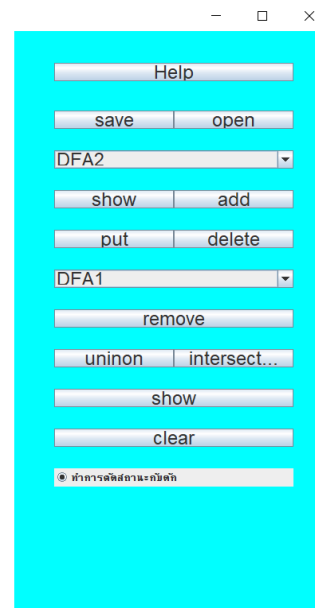 Help
save open
DFA2
show add
put delete
DFA1
remove
uninon intersect...
show
clear
ทำการตัดสถานะกับดัก